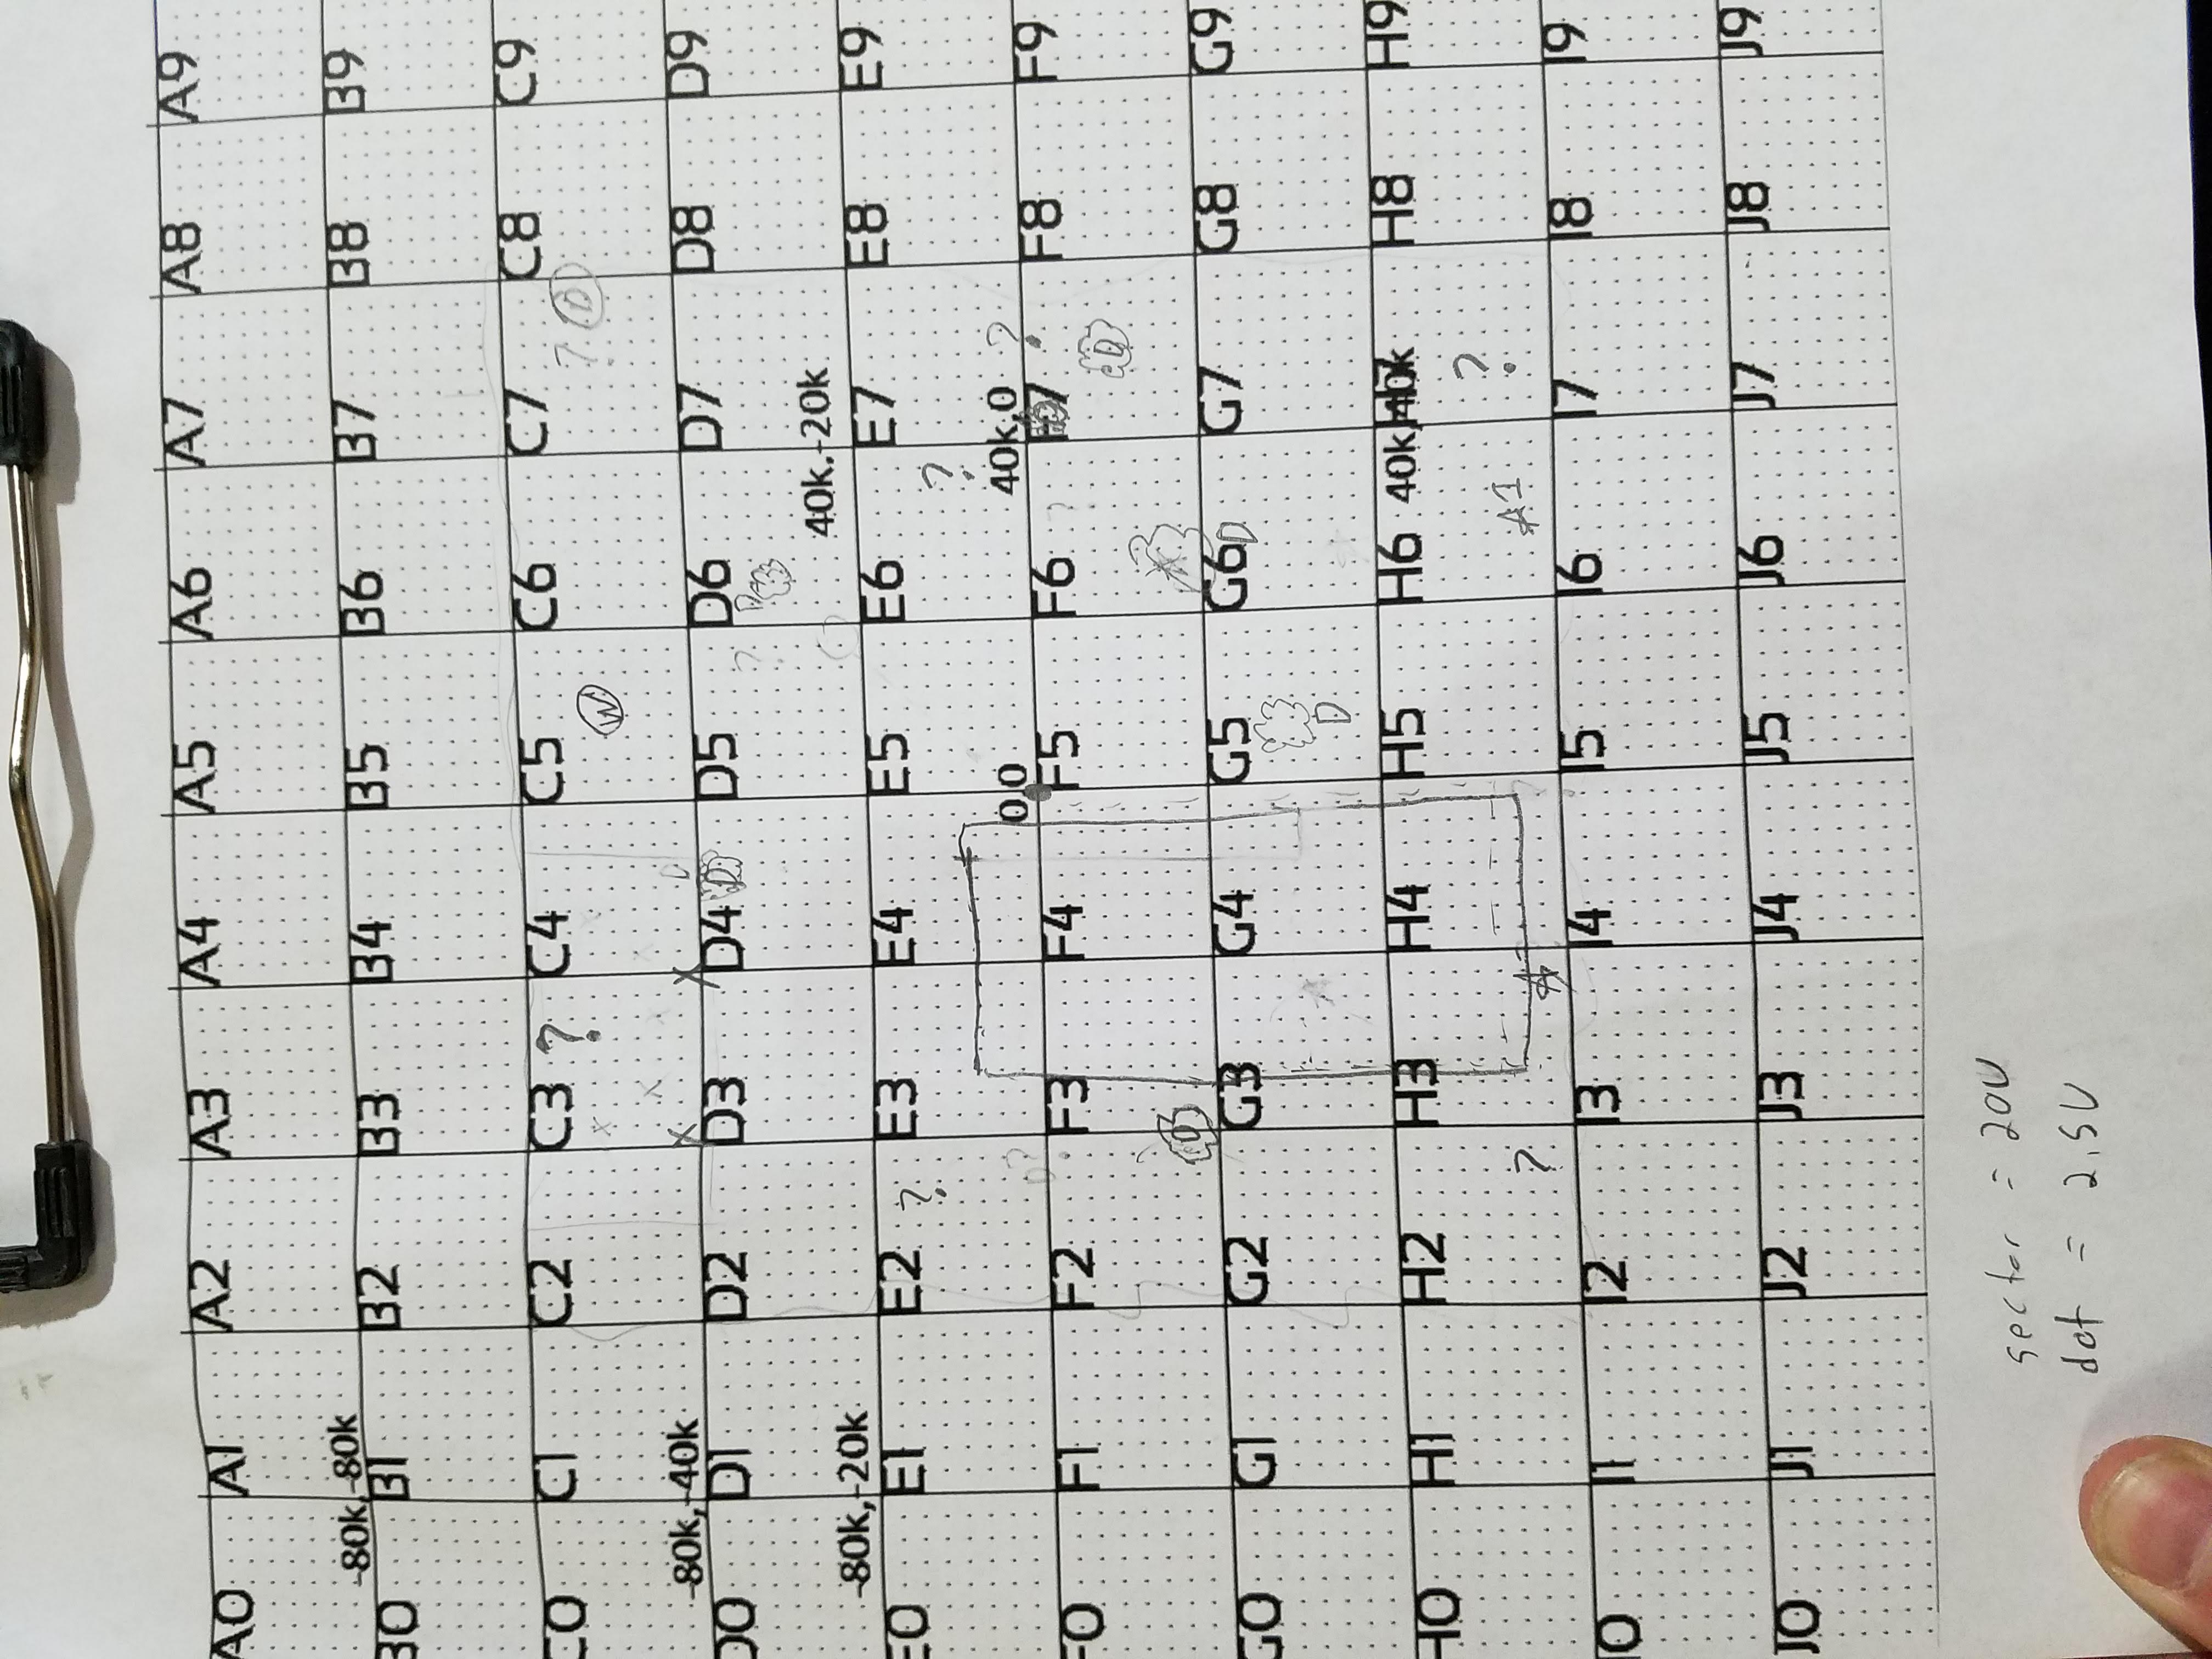 A0 A1 A2 A3 A4 A5 A6 A7 A8 A9
-80k,-80k
B0 B1 B2 B3 B4 B5 B6 B7 B8 B9
C0 C1 C2 C3 ? C4 C5 C6 C7 C8 C9
? D
W
X
X X
D
-80k,-40k X X
D0 D1 D2 D3 D4 D D5 D6 D7 D8 D9
? D
40k.-20k
-80k,-20k
E0 E1 E2 E3 E4 E5 E6 E7 E8 E9
? ?
0,0 40k,0 ?
D?
F0 F1 F2 F3 F4 F5 F6 F7 F8 F9
?
D
D
G0 G1 G2 G3 G4 G5 G6 D G7 G8 G9
A
D
H0 H1 H2 H3 H4 H5 H6 40k,40k H7 H8 H9
?
? A AI
I0 I1 I2 I3 I4 I5 I6 I7 I8 I9
J0 J1 J2 J3 J4 J5 J6 J7 J8 J9
sector = 20U
dot = 2.5U